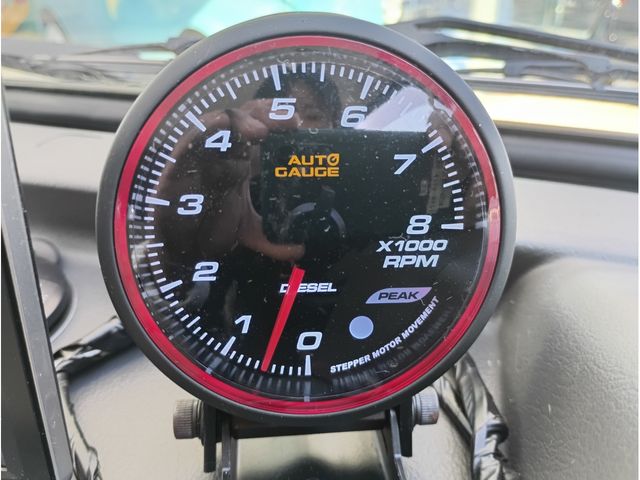 5
6
4
7
AUTO
GAUGE
3
8
X1000
RPM
2
DIESEL
PEAK
1
0
STEPPER MOTOR MOVEMENT